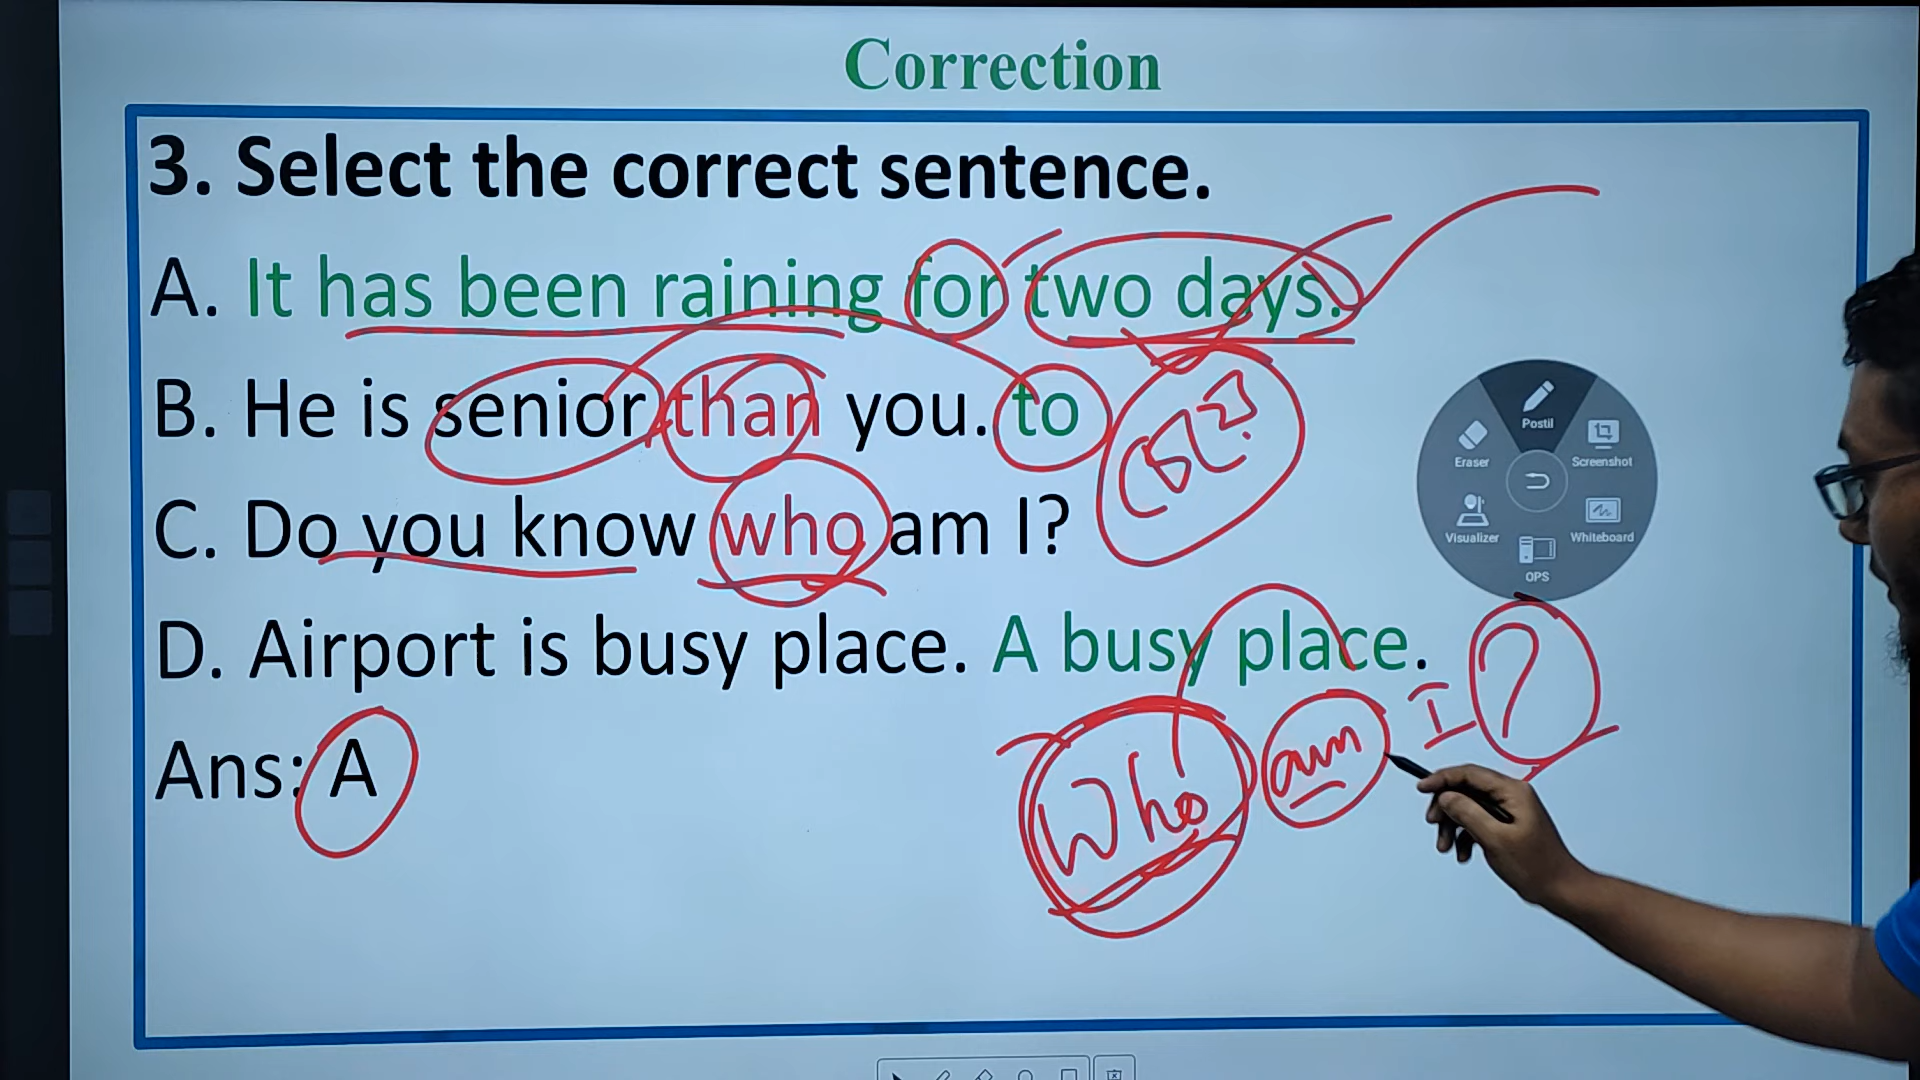 Correction
3. Select the correct sentence.
A. It has been raining for two days.
B. He is senior than you. to
C. Do you know who am I?
D. Airport is busy place. A busy place.
Who am I ?
Ans: A
Postil
Eraser
Screenshot
Visualizer
Whiteboard
OPS